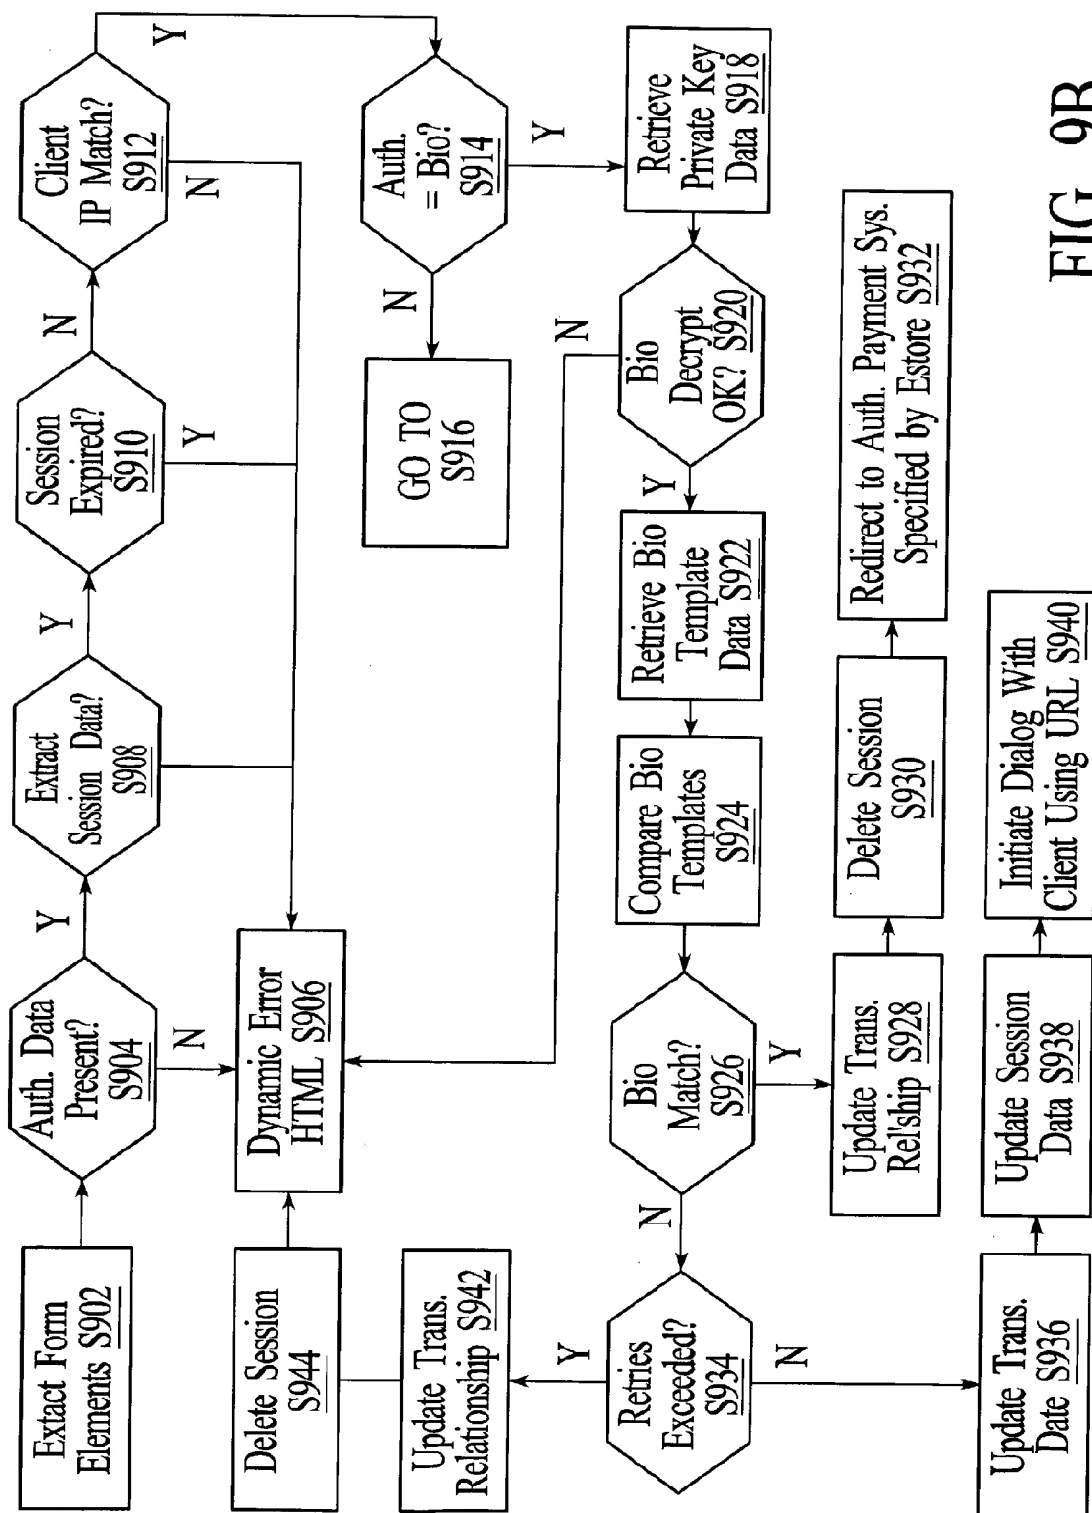 Extact Form
Elements S902
Auth. Data
Present?
S904
Y
N
Extract
Session Data?
S908
Y
Session
Expired?
S910
N
Y
Client
IP Match?
S912
Y
N
Delete Session
S944
Dynamic Error
HTML S906
Update Trans.
Relationship S942
GO TO
S916
N
Auth.
= Bio?
S914
Y
Retries
Exceeded?
S934
Y
N
N
Bio
Match?
S926
Y
Compare Bio
Templates
S924
Retrieve Bio
Template
Data S922
Y
Bio
Decrypt
OK? S920
N
Retrieve
Private Key
Data S918
Update Trans.
Rel'ship S928
Delete Session
S930
Redirect to Auth. Payment Sys.
Specified by Estore S932
Update Trans.
Date S936
Update Session
Data S938
Initiate Dialog With
Client Using URL S940
FIG 9B